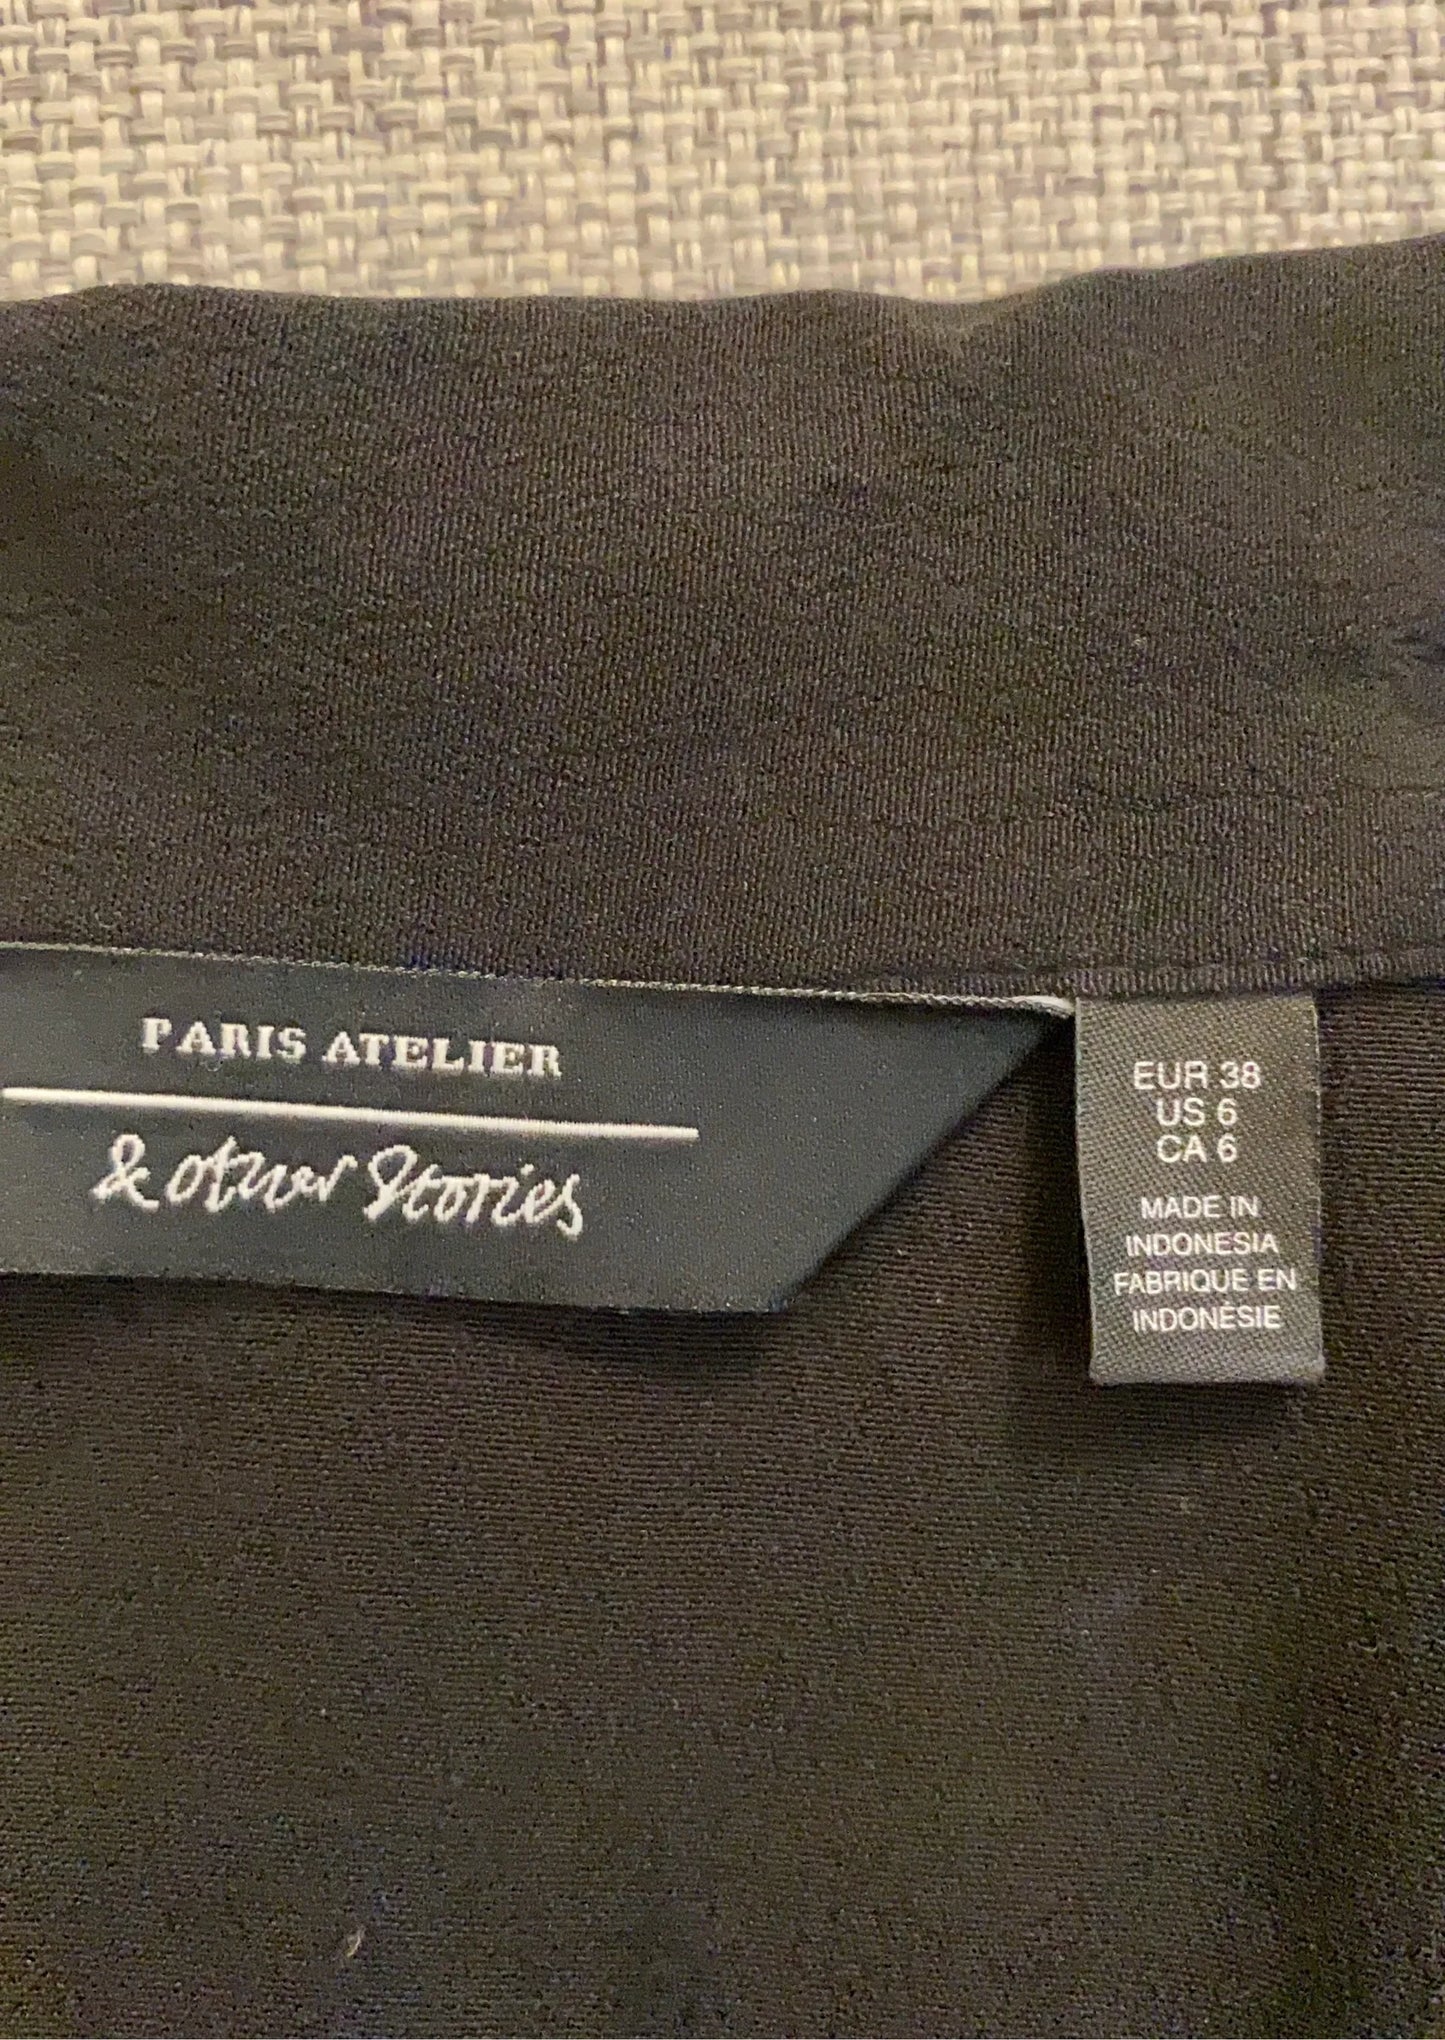 PARIS ATELIER
& other Stories
EUR 38
US 6
CA 6
MADE IN
INDONESIA
FABRIQUE EN
INDONÉSIE